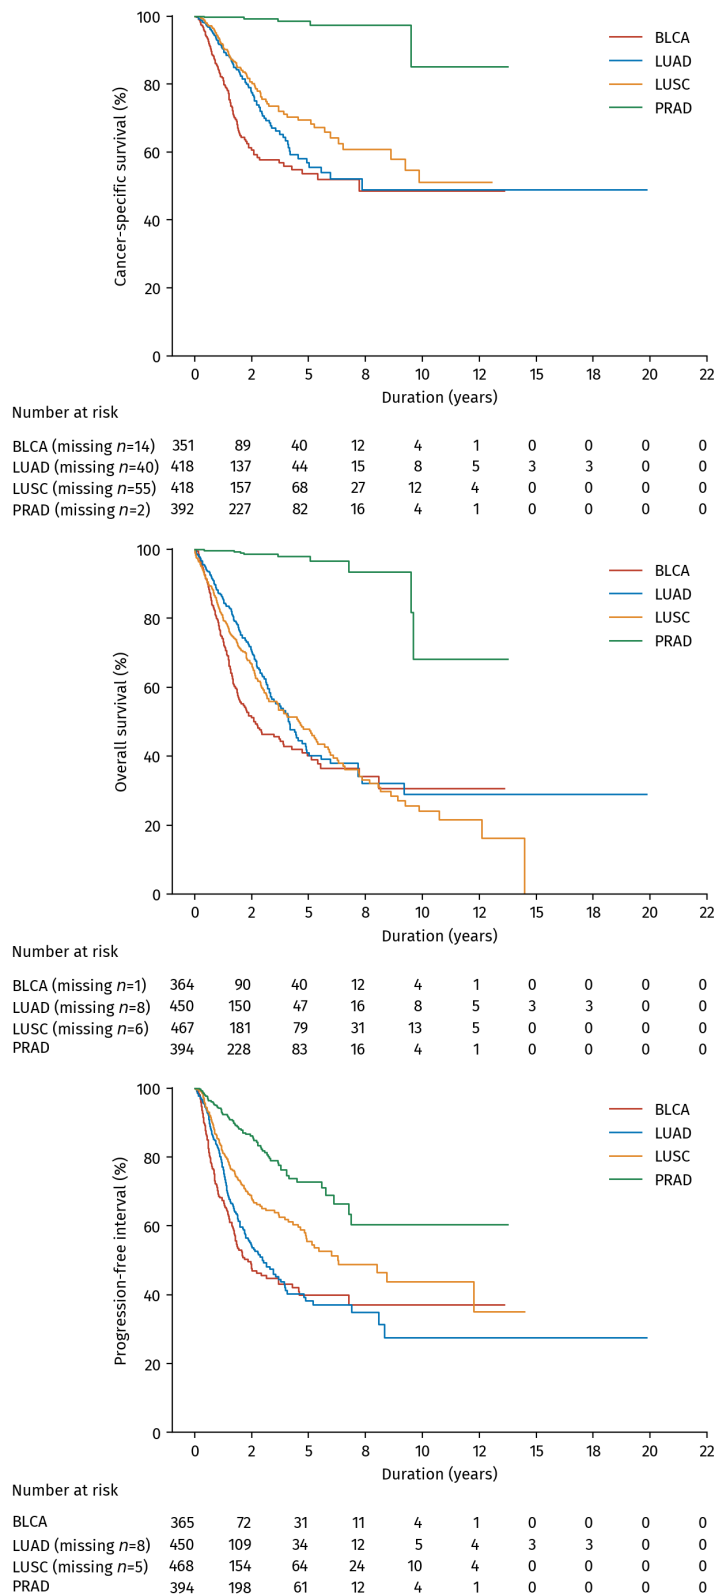 100
80
60
40
20
0
Cancer-specific survival (%)
BLCA
LUAD
LUSC
PRAD
0 2 5 8 10 12 15 18 20 22
Duration (years)
Number at risk
BLCA (missing n=14) 351 89 40 12 4 1 0 0 0 0
LUAD (missing n=40) 418 137 44 15 8 5 3 3 0 0
LUSC (missing n=55) 418 157 68 27 12 4 0 0 0 0
PRAD (missing n=2) 392 227 82 16 4 1 0 0 0 0
100
80
60
40
20
0
Overall survival (%)
BLCA
LUAD
LUSC
PRAD
0 2 5 8 10 12 15 18 20 22
Duration (years)
Number at risk
BLCA (missing n=1) 364 90 40 12 4 1 0 0 0 0
LUAD (missing n=8) 450 150 47 16 8 5 3 3 0 0
LUSC (missing n=6) 467 181 79 31 13 5 0 0 0 0
PRAD 394 228 83 16 4 1 0 0 0 0
100
80
60
40
20
0
Progression-free interval (%)
BLCA
LUAD
LUSC
PRAD
0 2 5 8 10 12 15 18 20 22
Duration (years)
Number at risk
BLCA 365 72 31 11 4 1 0 0 0 0
LUAD (missing n=8) 450 109 34 12 5 4 3 3 0 0
LUSC (missing n=5) 468 154 64 24 10 4 0 0 0 0
PRAD 394 198 61 12 4 1 0 0 0 0